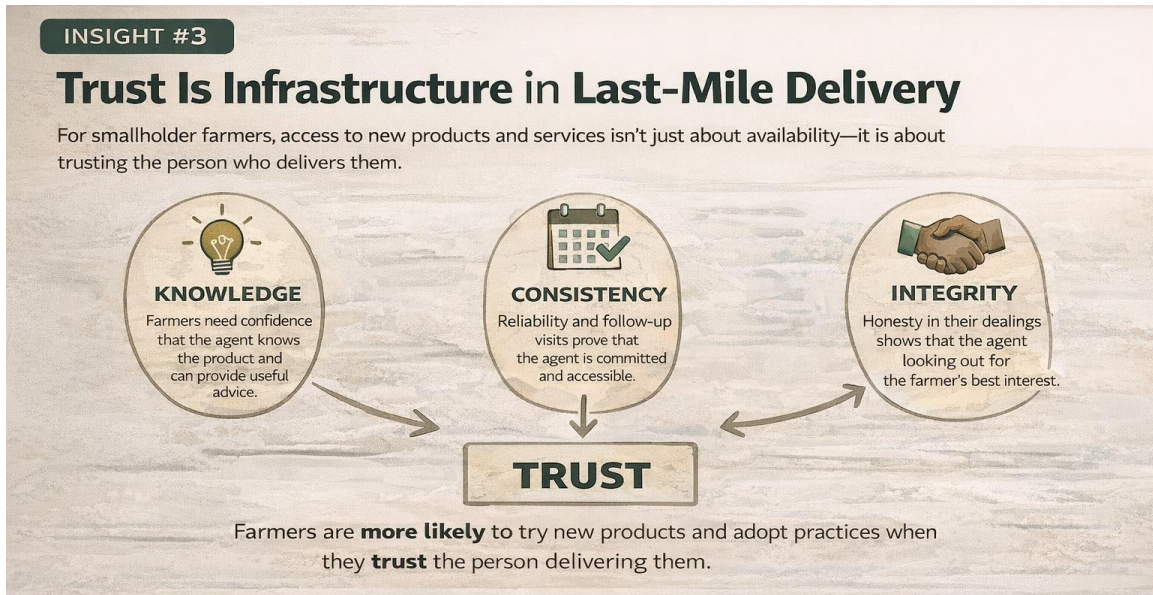 INSIGHT #3
Trust Is Infrastructure in Last-Mile Delivery
For smallholder farmers, access to new products and services isn't just about availability—it is about
trusting the person who delivers them.
KNOWLEDGE
Farmers need confidence
that the agent knows
the product and
can provide useful
advice.
CONSISTENCY
Reliability and follow-up
visits prove that
the agent is committed
and accessible.
INTEGRITY
Honesty in their dealings
shows that the agent
looking out for
the farmer's best interest.
TRUST
Farmers are more likely to try new products and adopt practices when
they trust the person delivering them.